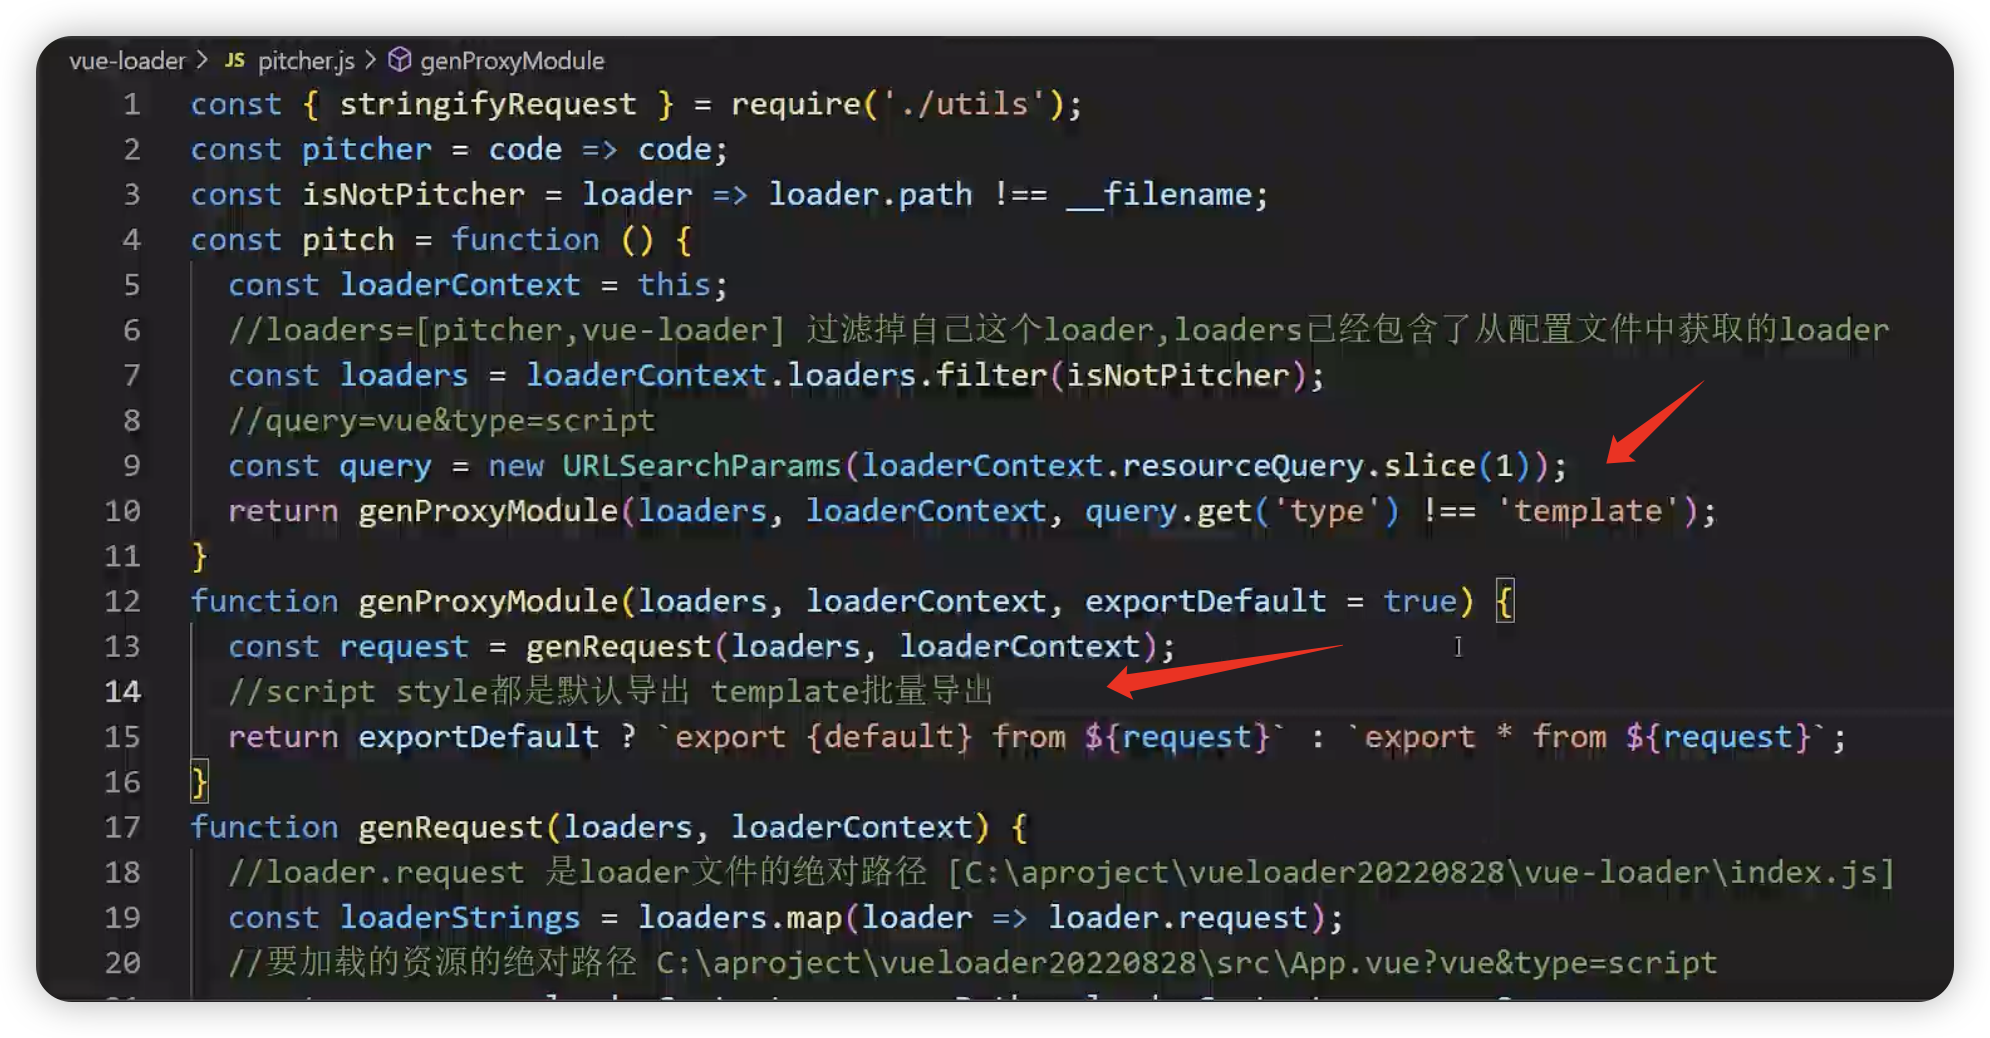 vue-loader > JS pitcher.js > genProxyModule
1 const { stringifyRequest } = require('./utils');
2 const pitcher = code => code;
3 const isNotPitcher = loader => loader.path !== __filename;
4 const pitch = function () {
5 const loaderContext = this;
6 //loaders=[pitcher,vue-loader] 过滤掉自己这个loader,loaders已经包含了从配置文件中获取的loader
7 const loaders = loaderContext.loaders.filter(isNotPitcher);
8 //query=vue&type=script
9 const query = new URLSearchParams(loaderContext.resourceQuery.slice(1));
10 return genProxyModule(loaders, loaderContext, query.get('type') !== 'template');
11 }
12 function genProxyModule(loaders, loaderContext, exportDefault = true) {
13 const request = genRequest(loaders, loaderContext);
14 //script style都是默认导出 template批量导出
15 return exportDefault ? `export {default} from ${request}` : `export * from ${request}`;
16 }
17 function genRequest(loaders, loaderContext) {
18 //loader.request 是loader文件的绝对路径 [C:\aproject\vueloader20220828\vue-loader\index.js]
19 const loaderStrings = loaders.map(loader => loader.request);
20 //要加载的资源的绝对路径 C:\aproject\vueloader20220828\src\App.vue?vue&type=script